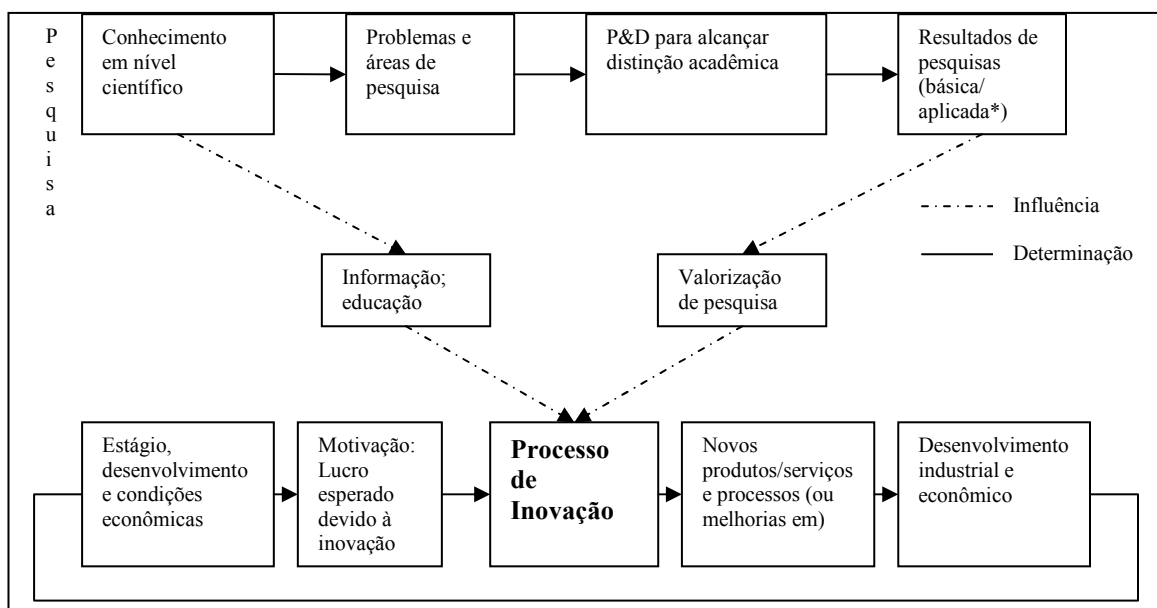 Pesquisa
Conhecimento
em nível
científico
Problemas e
áreas de
pesquisa
P&D para alcançar
distinção acadêmica
Resultados de
pesquisas
(básica/
aplicada*)
Influência
Determinação
Informação;
educação
Valorização
de pesquisa
Estágio,
desenvolvimento
e condições
econômicas
Motivação:
Lucro
esperado
devido à
inovação
Processo
de
Inovação
Novos
produtos/serviços
e processos (ou
melhorias em)
Desenvolvimento
industrial e
econômico